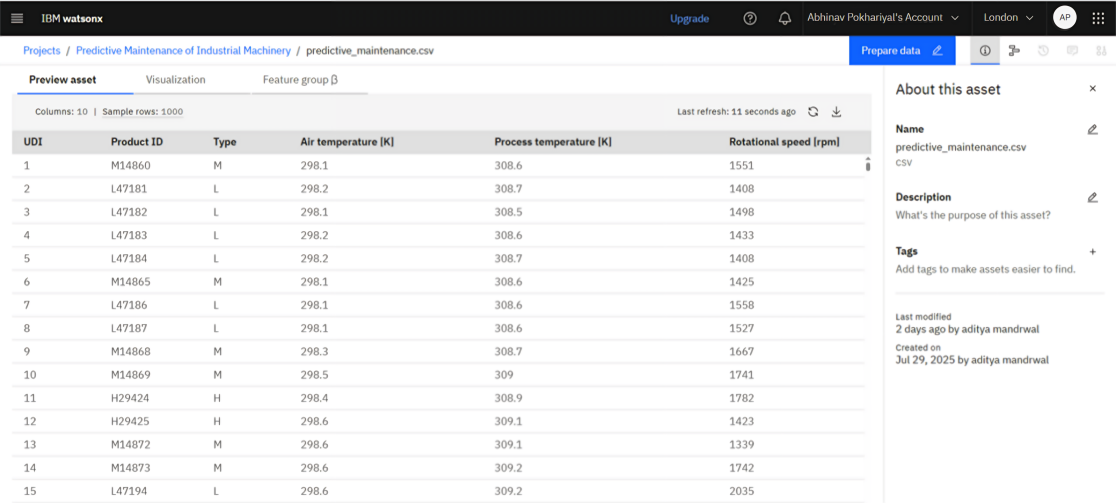 IBM watsonx Upgrade Abhinav Pokhariyal's Account London AP
Projects / Predictive Maintenance of Industrial Machinery / predictive_maintenance.csv Prepare data
Preview asset Visualization Feature group β
Columns: 10 | Sample rows: 1000 Last refresh: 11 seconds ago
UDI Product ID Type Air temperature [K] Process temperature [K] Rotational speed [rpm]
1 M14860 M 298.1 308.6 1551
2 L47181 L 298.2 308.7 1408
3 L47182 L 298.1 308.5 1498
4 L47183 L 298.2 308.6 1433
5 L47184 L 298.2 308.7 1408
6 M14865 M 298.1 308.6 1425
7 L47186 L 298.1 308.6 1558
8 L47187 L 298.1 308.6 1527
9 M14868 M 298.3 308.7 1667
10 M14869 M 298.5 309 1741
11 H29424 H 298.4 308.9 1782
12 H29425 H 298.6 309.1 1423
13 M14872 M 298.6 309.1 1339
14 M14873 M 298.6 309.2 1742
15 L47194 L 298.6 309.2 2035
About this asset
Name
predictive_maintenance.csv
CSV
Description
What's the purpose of this asset?
Tags
Add tags to make assets easier to find.
Last modified
2 days ago by aditya mandrwal
Created on
Jul 29, 2025 by aditya mandrwal